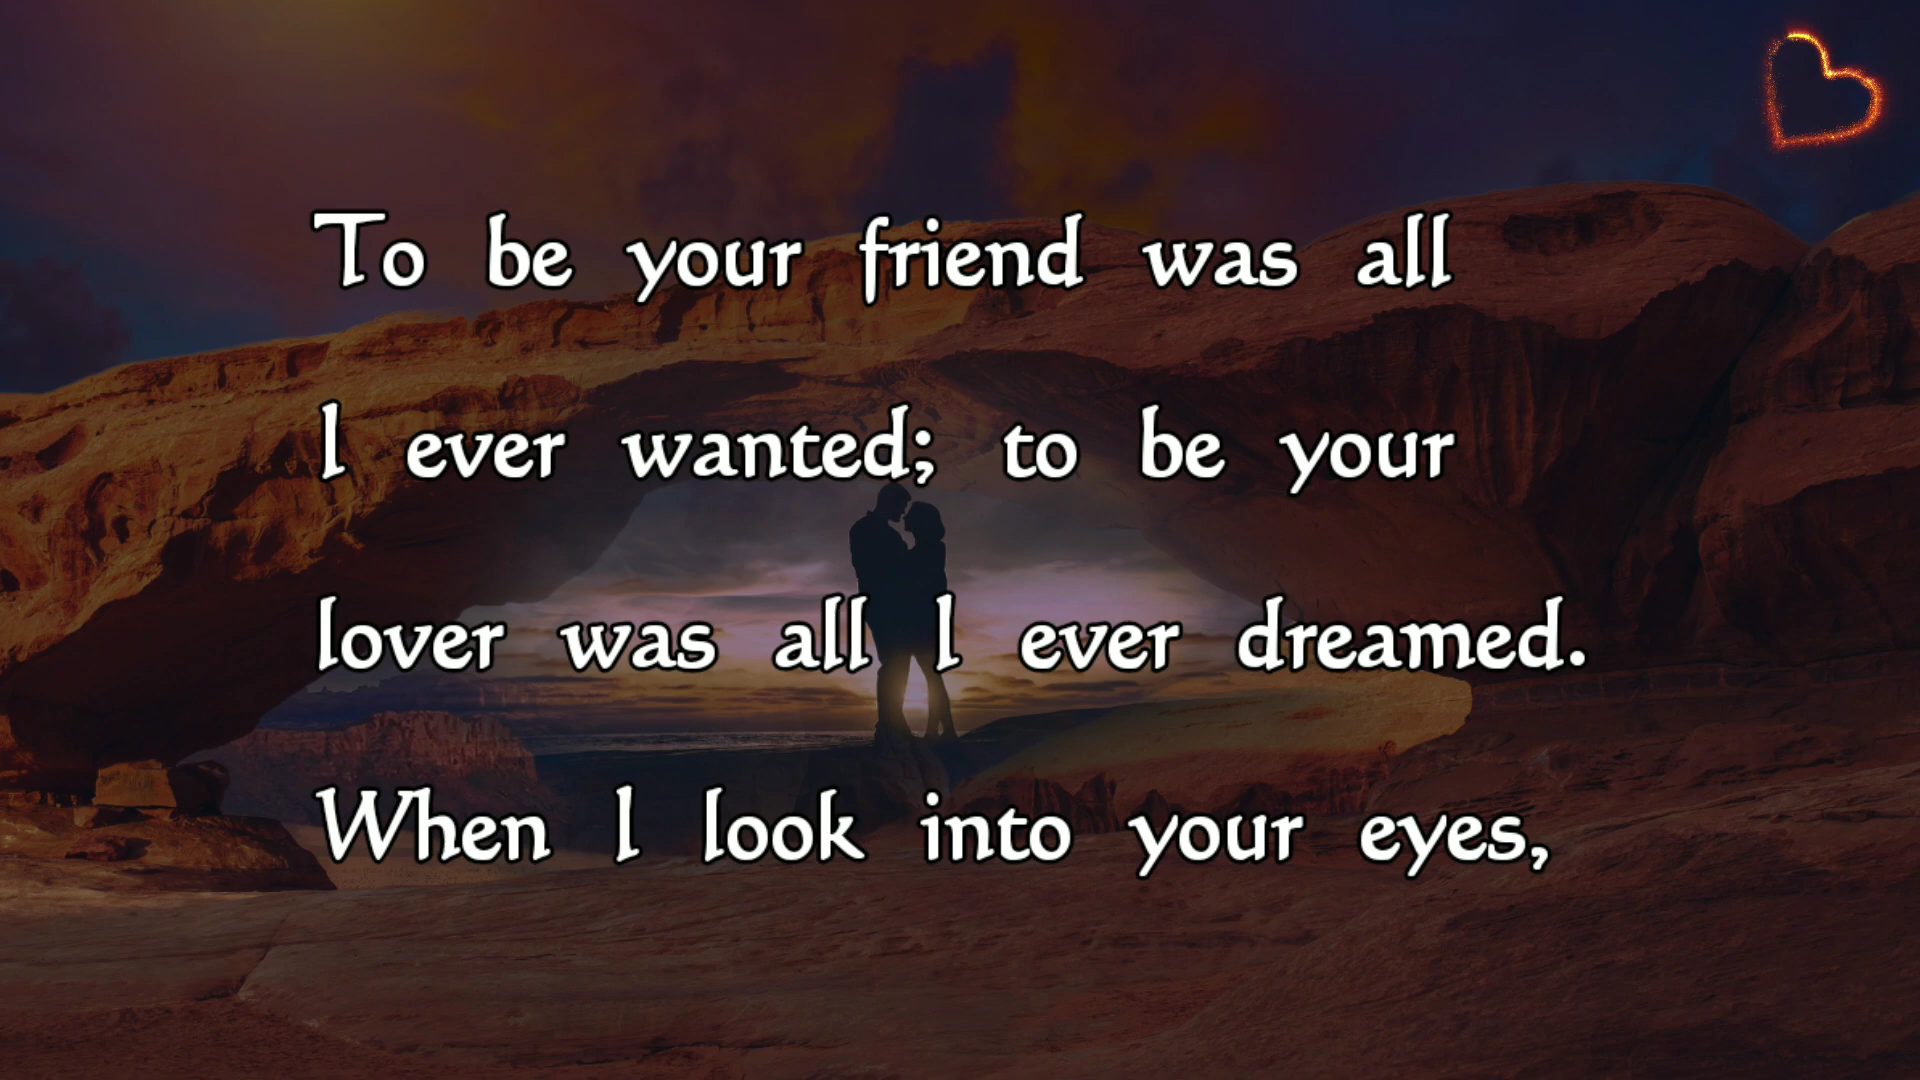 To be your friend was all
I ever wanted; to be your
lover was all I ever dreamed.
When I look into your eyes,